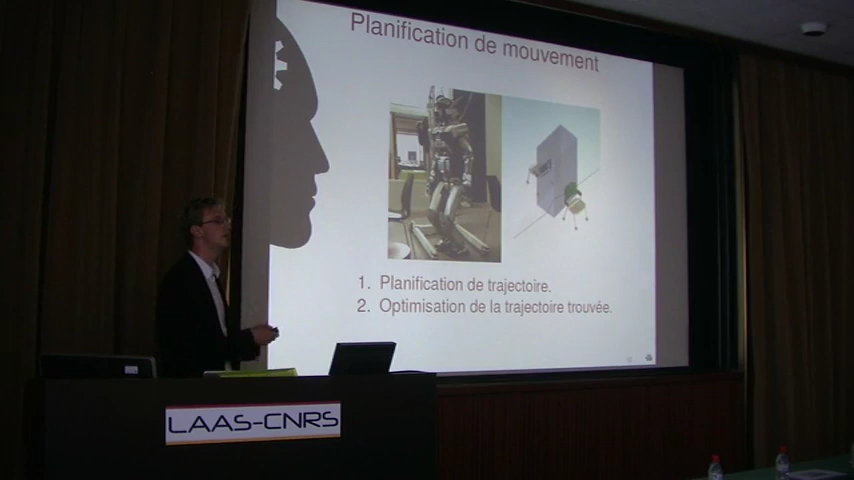 Planification de mouvement
1. Planification de trajectoire.
2. Optimisation de la trajectoire trouvée.
LAAS-CNRS